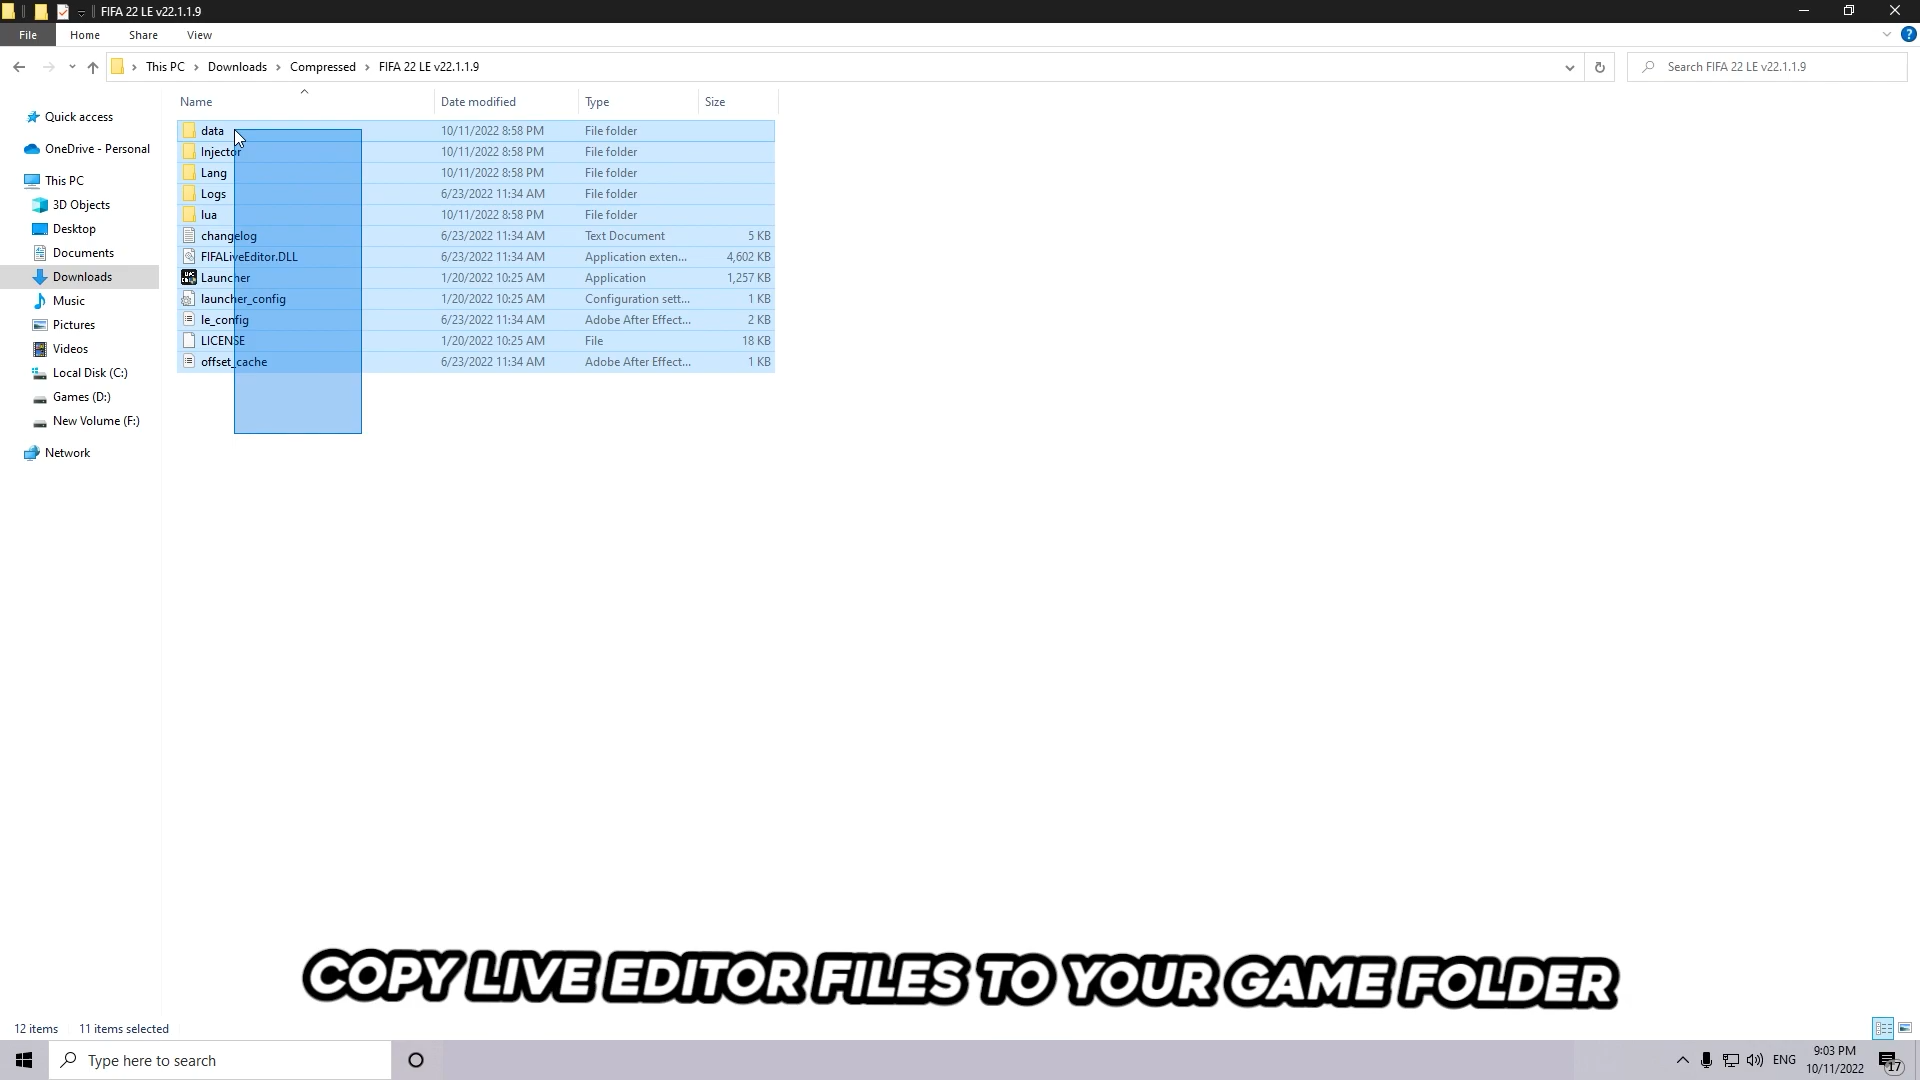 FIFA 22 LE v22.1.1.9
File Home Share View
This PC Downloads Compressed FIFA 22 LE v22.1.1.9 Search FIFA 22 LE v22.1.1.9
Name Date modified Type Size
Quick access
OneDrive - Personal
This PC
3D Objects
Desktop
Documents
Downloads
Music
Pictures
Videos
Local Disk (C:)
Games (D:)
New Volume (F:)
Network
data 10/11/2022 8:58 PM File folder
Injector 10/11/2022 8:58 PM File folder
Lang 10/11/2022 8:58 PM File folder
Logs 6/23/2022 11:34 AM File folder
lua 10/11/2022 8:58 PM File folder
changelog 6/23/2022 11:34 AM Text Document 5 KB
FIFALiveEditor.DLL 6/23/2022 11:34 AM Application exten... 4,602 KB
Launcher 1/20/2022 10:25 AM Application 1,257 KB
launcher_config 1/20/2022 10:25 AM Configuration sett... 1 KB
le_config 6/23/2022 11:34 AM Adobe After Effect... 2 KB
LICENSE 1/20/2022 10:25 AM File 18 KB
offset_cache 6/23/2022 11:34 AM Adobe After Effect... 1 KB
COPY LIVE EDITOR FILES TO YOUR GAME FOLDER
12 items 11 items selected
Type here to search
ENG
9:03 PM
10/11/2022
17